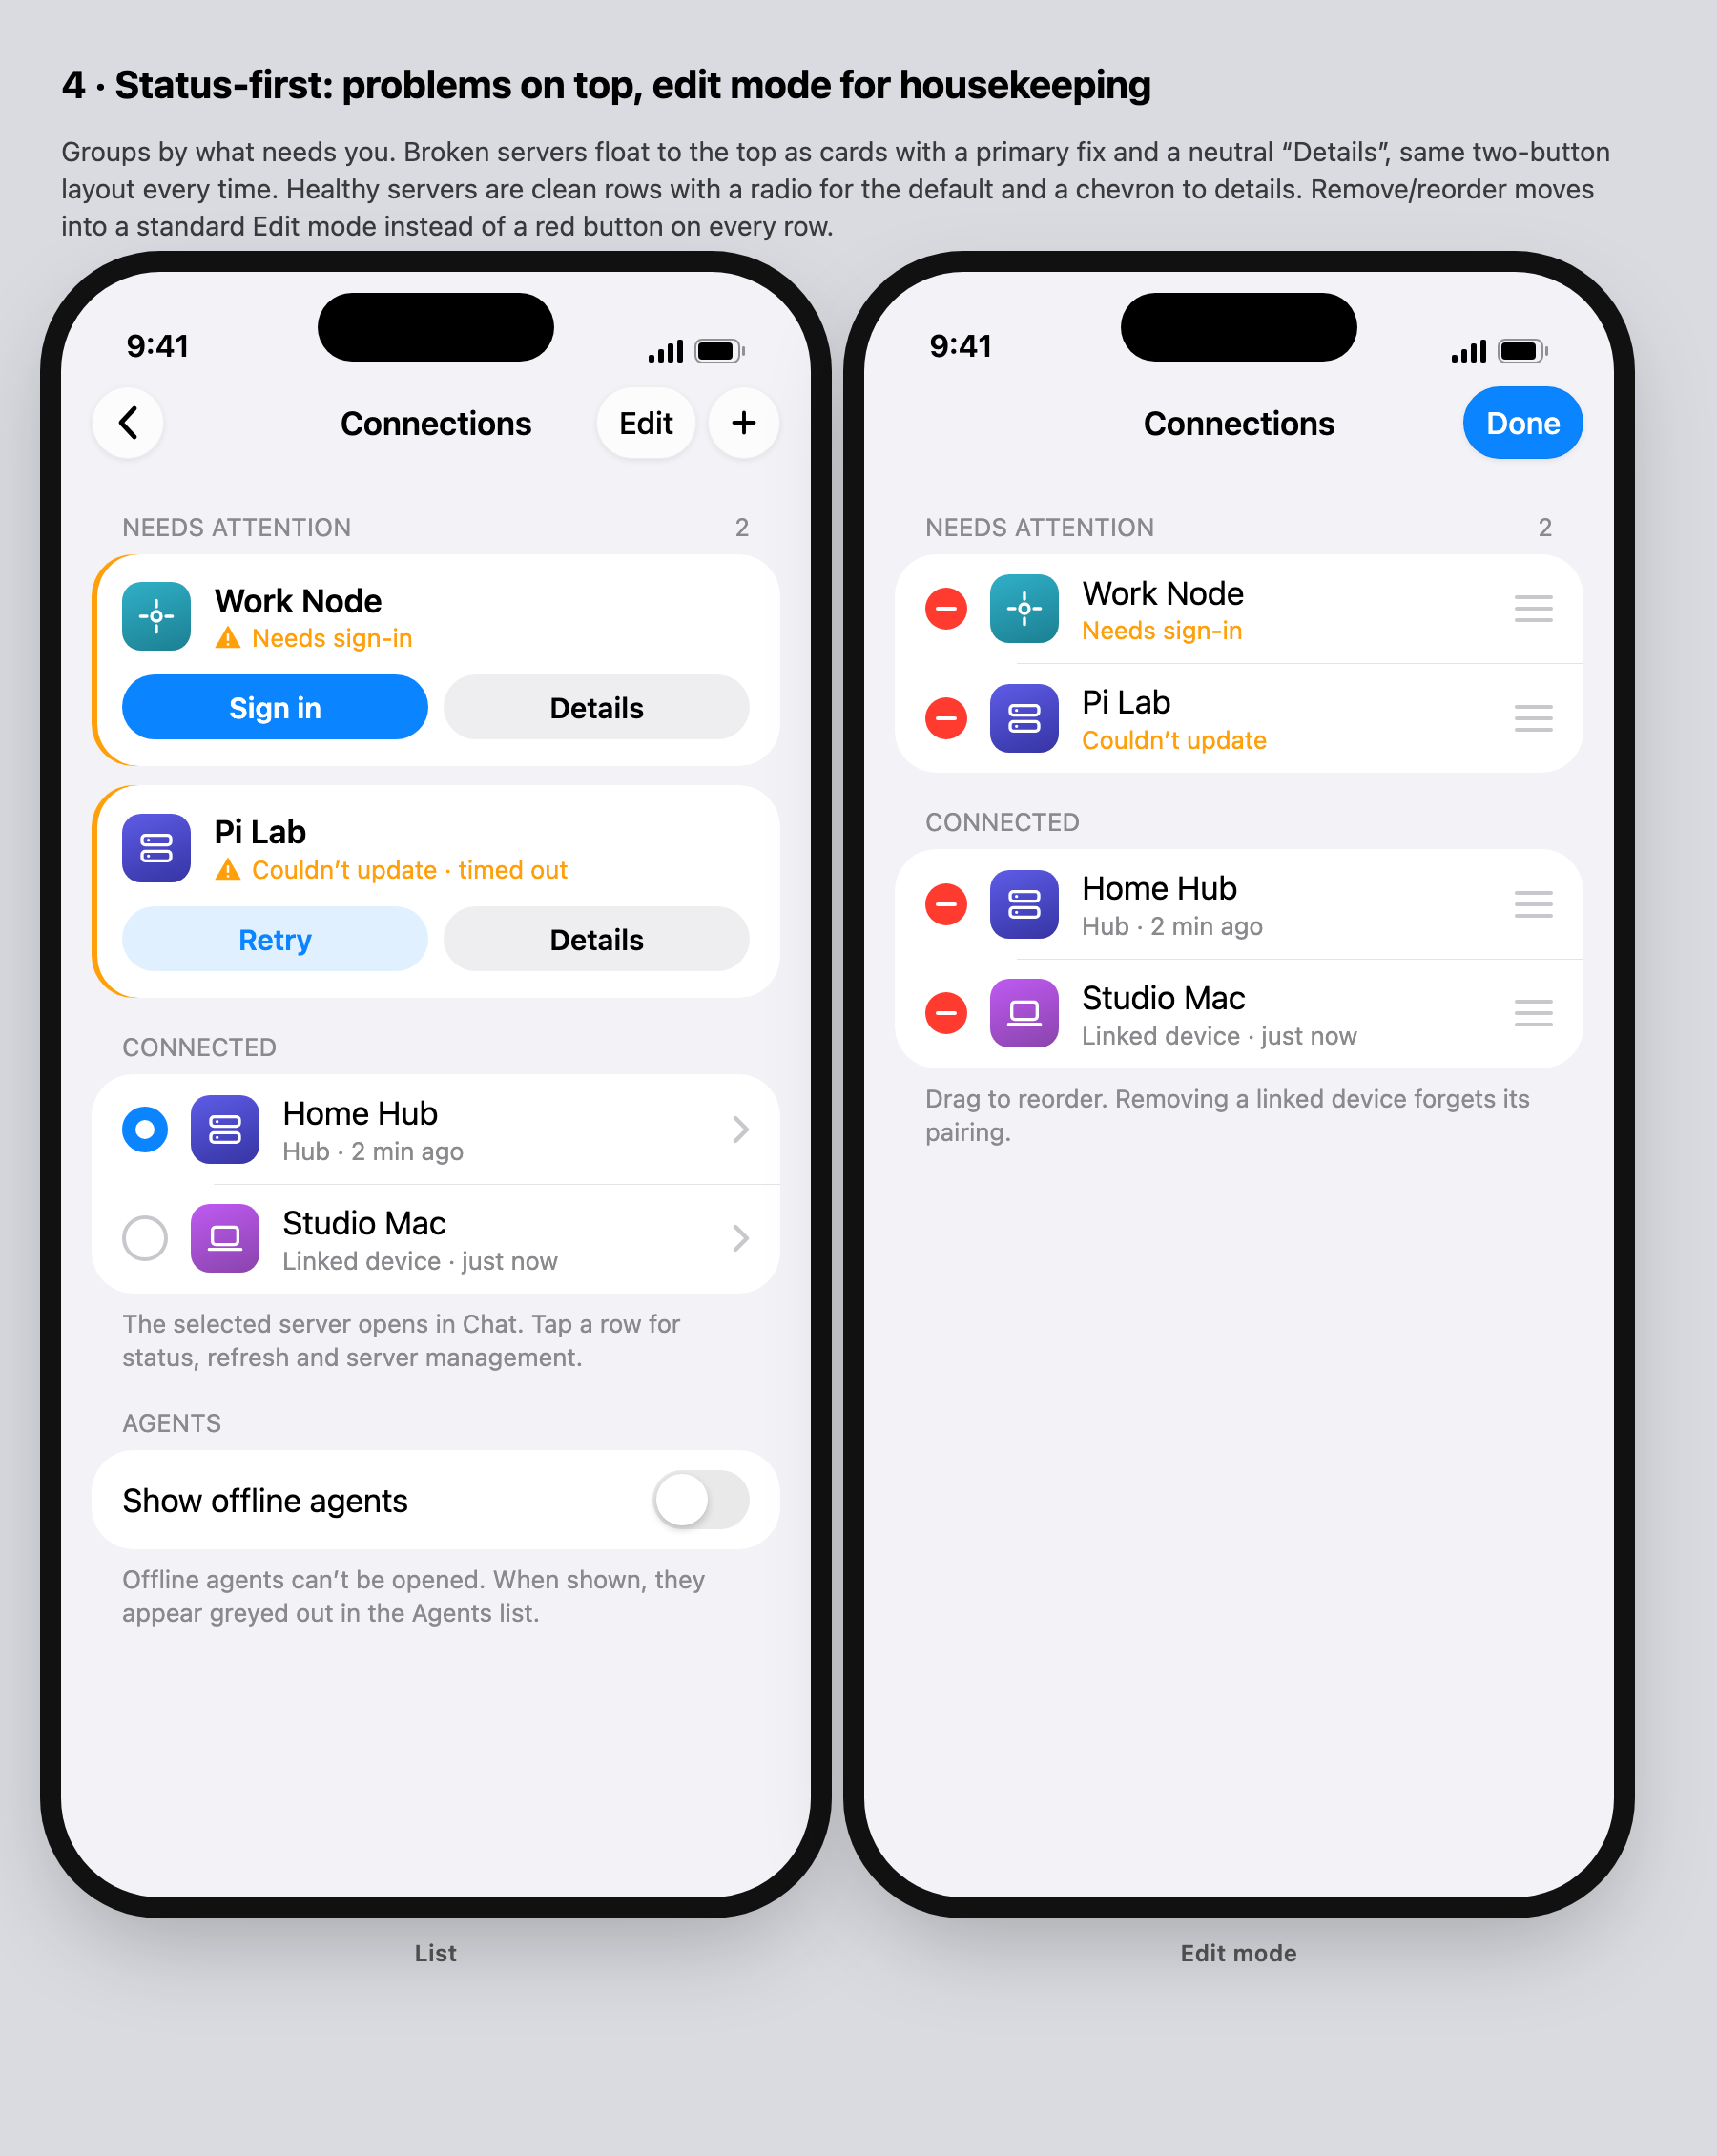 4 · Status-first: problems on top, edit mode for housekeeping
Groups by what needs you. Broken servers float to the top as cards with a primary fix and a neutral “Details”, same two-button
layout every time. Healthy servers are clean rows with a radio for the default and a chevron to details. Remove/reorder moves
into a standard Edit mode instead of a red button on every row.
9:41
Connections
Edit
+
NEEDS ATTENTION
2
Work Node
Needs sign-in
Sign in
Details
Pi Lab
Couldn’t update · timed out
Retry
Details
CONNECTED
Home Hub
Hub · 2 min ago
Studio Mac
Linked device · just now
The selected server opens in Chat. Tap a row for
status, refresh and server management.
AGENTS
Show offline agents
Offline agents can’t be opened. When shown, they
appear greyed out in the Agents list.
List
9:41
Connections
Done
NEEDS ATTENTION
2
Work Node
Needs sign-in
Pi Lab
Couldn’t update
CONNECTED
Home Hub
Hub · 2 min ago
Studio Mac
Linked device · just now
Drag to reorder. Removing a linked device forgets its
pairing.
Edit mode